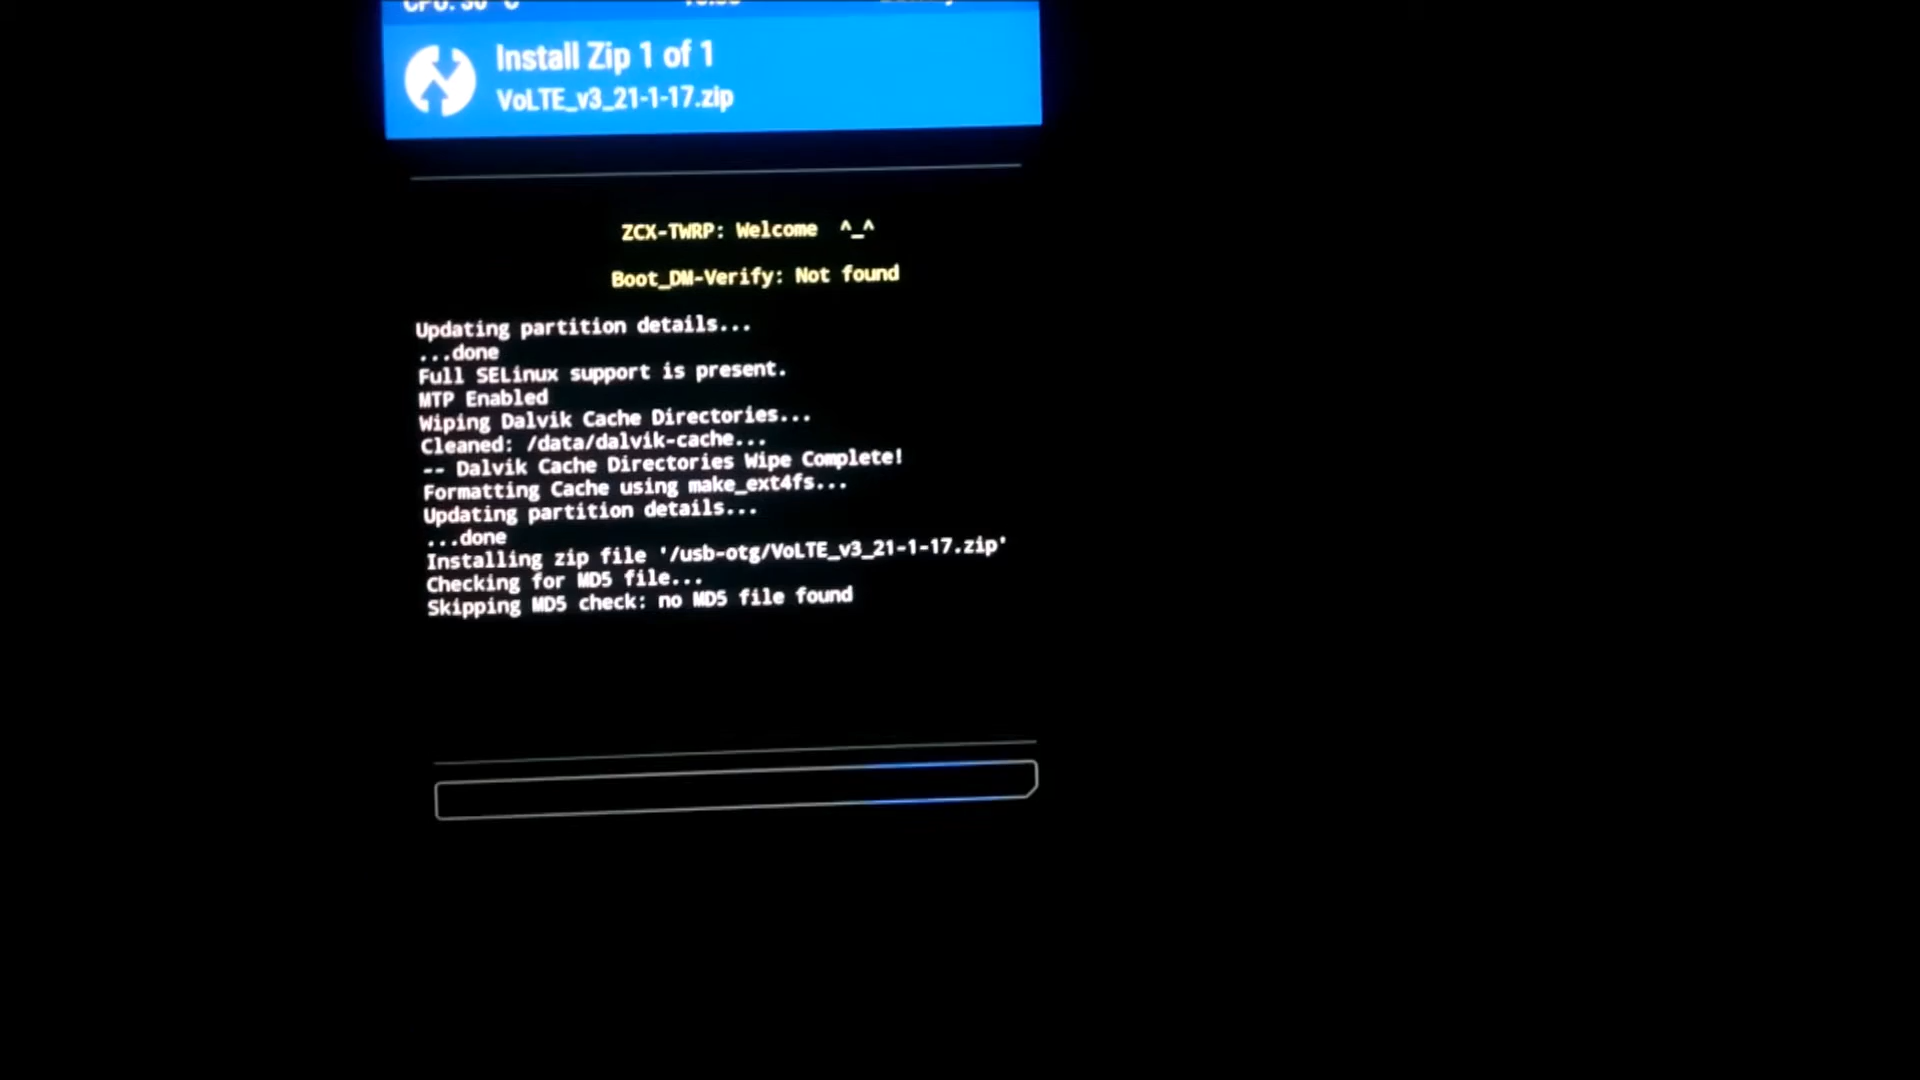 Install Zip 1 of 1
VoLTE_v3_21-1-17.zip
ZCX-TWRP: Welcome ^_^
Boot_DM-Verify: Not found
Updating partition details...
...done
Full SELinux support is present.
MTP Enabled
Wiping Dalvik Cache Directories...
Cleaned: /data/dalvik-cache...
-- Dalvik Cache Directories Wipe Complete!
Formatting Cache using make_ext4fs...
Updating partition details...
...done
Installing zip file '/usb-otg/VoLTE_v3_21-1-17.zip'
Checking for MD5 file...
Skipping MD5 check: no MD5 file found